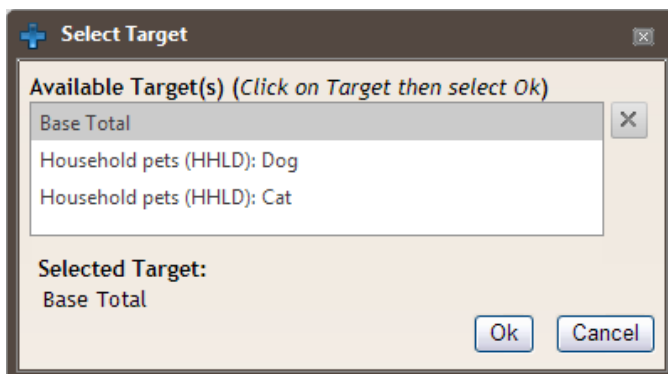 Select Target
Available Target(s) (Click on Target then select Ok)
Base Total
Household pets (HHLD): Dog
Household pets (HHLD): Cat
Selected Target:
Base Total
Ok Cancel